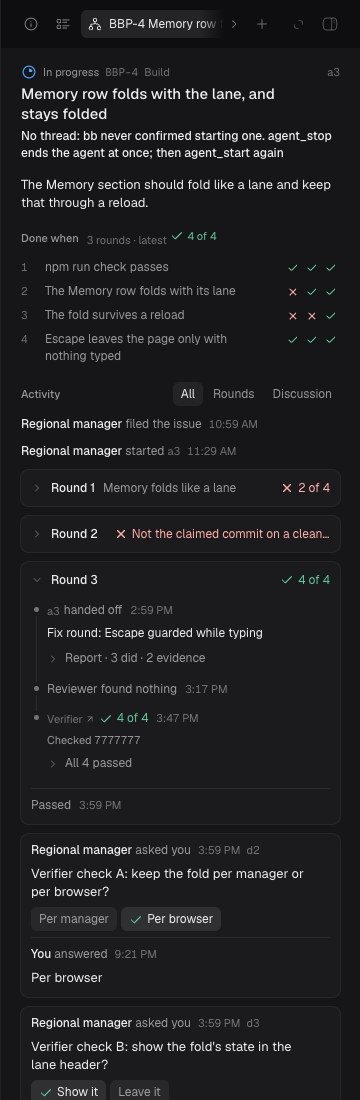 BBP-4 Memory row
In progress BBP-4 Build a3
Memory row folds with the lane, and
stays folded
No thread: bb never confirmed starting one. agent_stop
ends the agent at once; then agent_start again
The Memory section should fold like a lane and keep
that through a reload.
Done when 3 rounds · latest 4 of 4
1 npm run check passes
2 The Memory row folds with its lane
3 The fold survives a reload
4 Escape leaves the page only with
nothing typed
Activity All Rounds Discussion
Regional manager filed the issue 10:59 AM
Regional manager started a3 11:29 AM
Round 1 Memory folds like a lane 2 of 4
Round 2 Not the claimed commit on a clean…
Round 3 4 of 4
a3 handed off 2:59 PM
Fix round: Escape guarded while typing
Report · 3 did · 2 evidence
Reviewer found nothing 3:17 PM
Verifier ↗ 4 of 4 3:47 PM
Checked 7777777
All 4 passed
Passed 3:59 PM
Regional manager asked you 3:59 PM d2
Verifier check A: keep the fold per manager or
per browser?
Per manager Per browser
You answered 9:21 PM
Per browser
Regional manager asked you 3:59 PM d3
Verifier check B: show the fold's state in the
lane header?
Show it Leave it